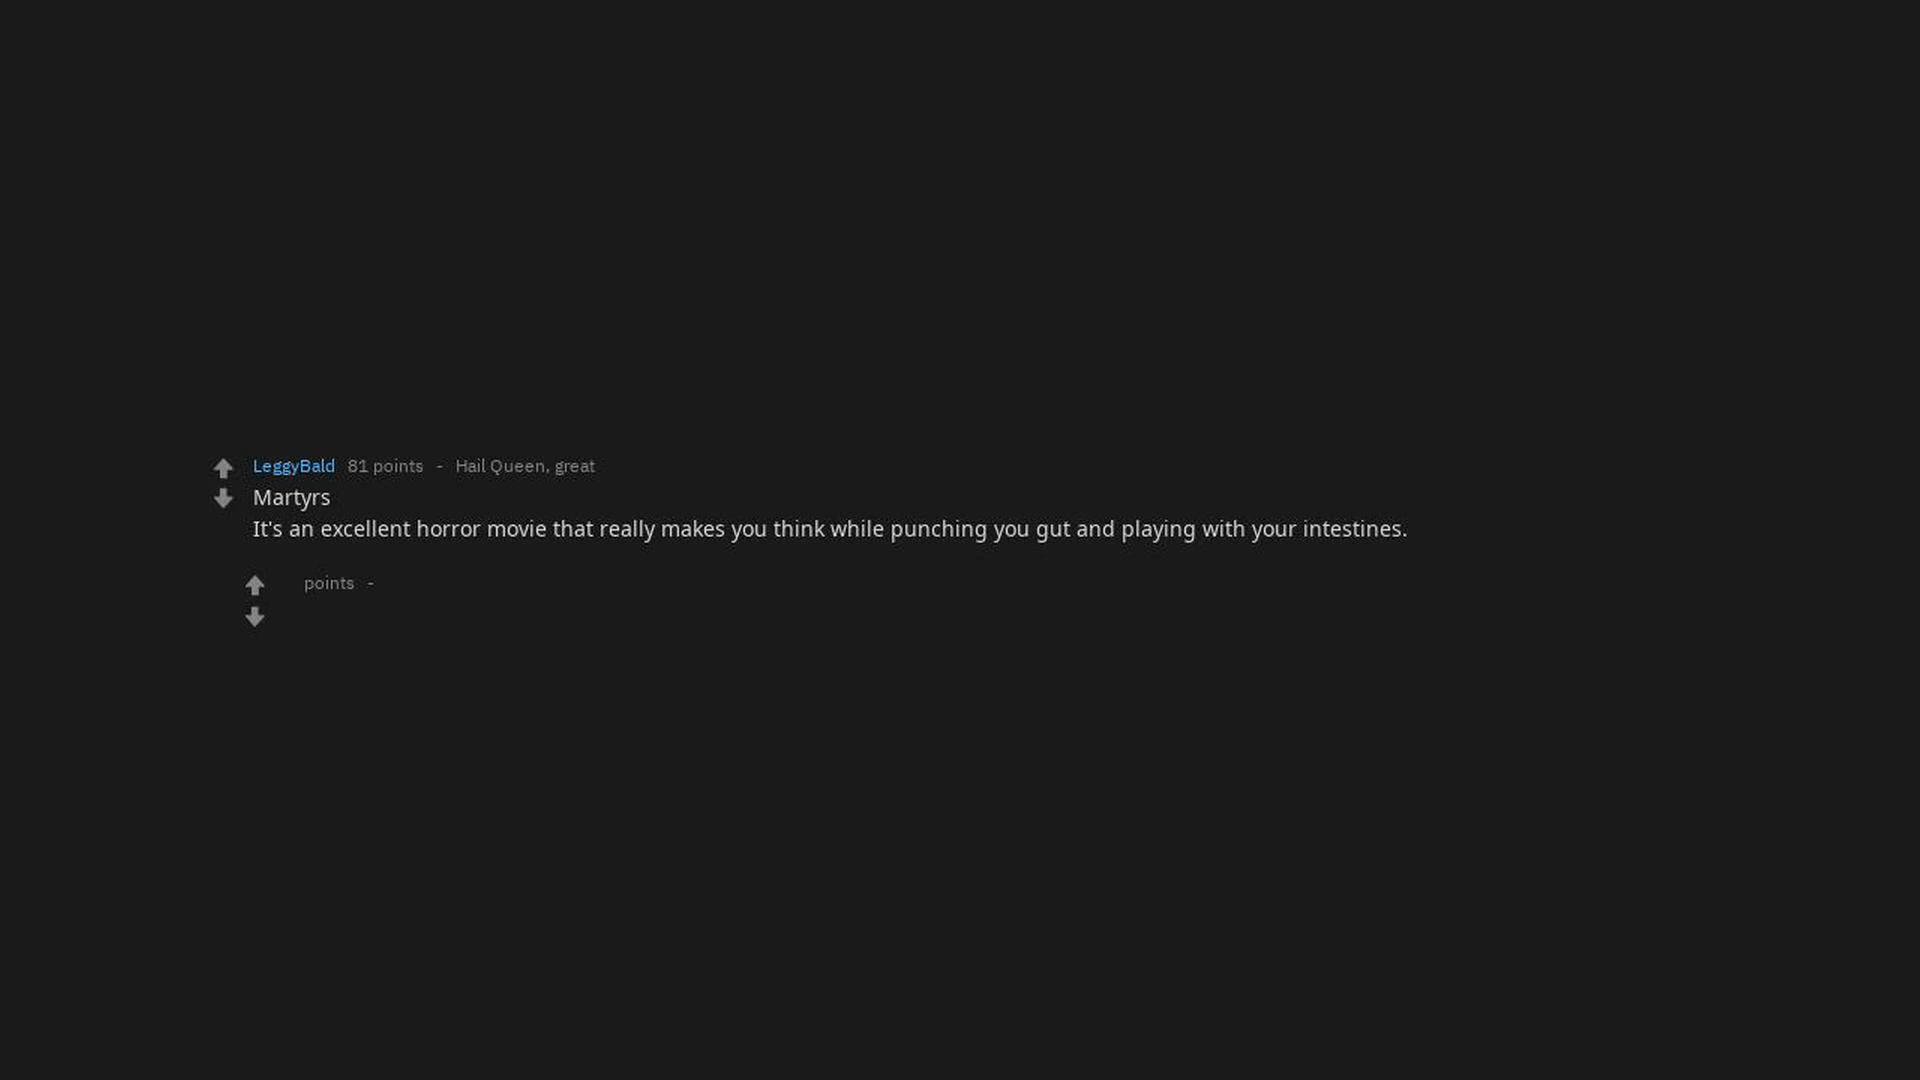 LeggyBald 81 points - Hail Queen, great
Martyrs
It's an excellent horror movie that really makes you think while punching you gut and playing with your intestines.
points -